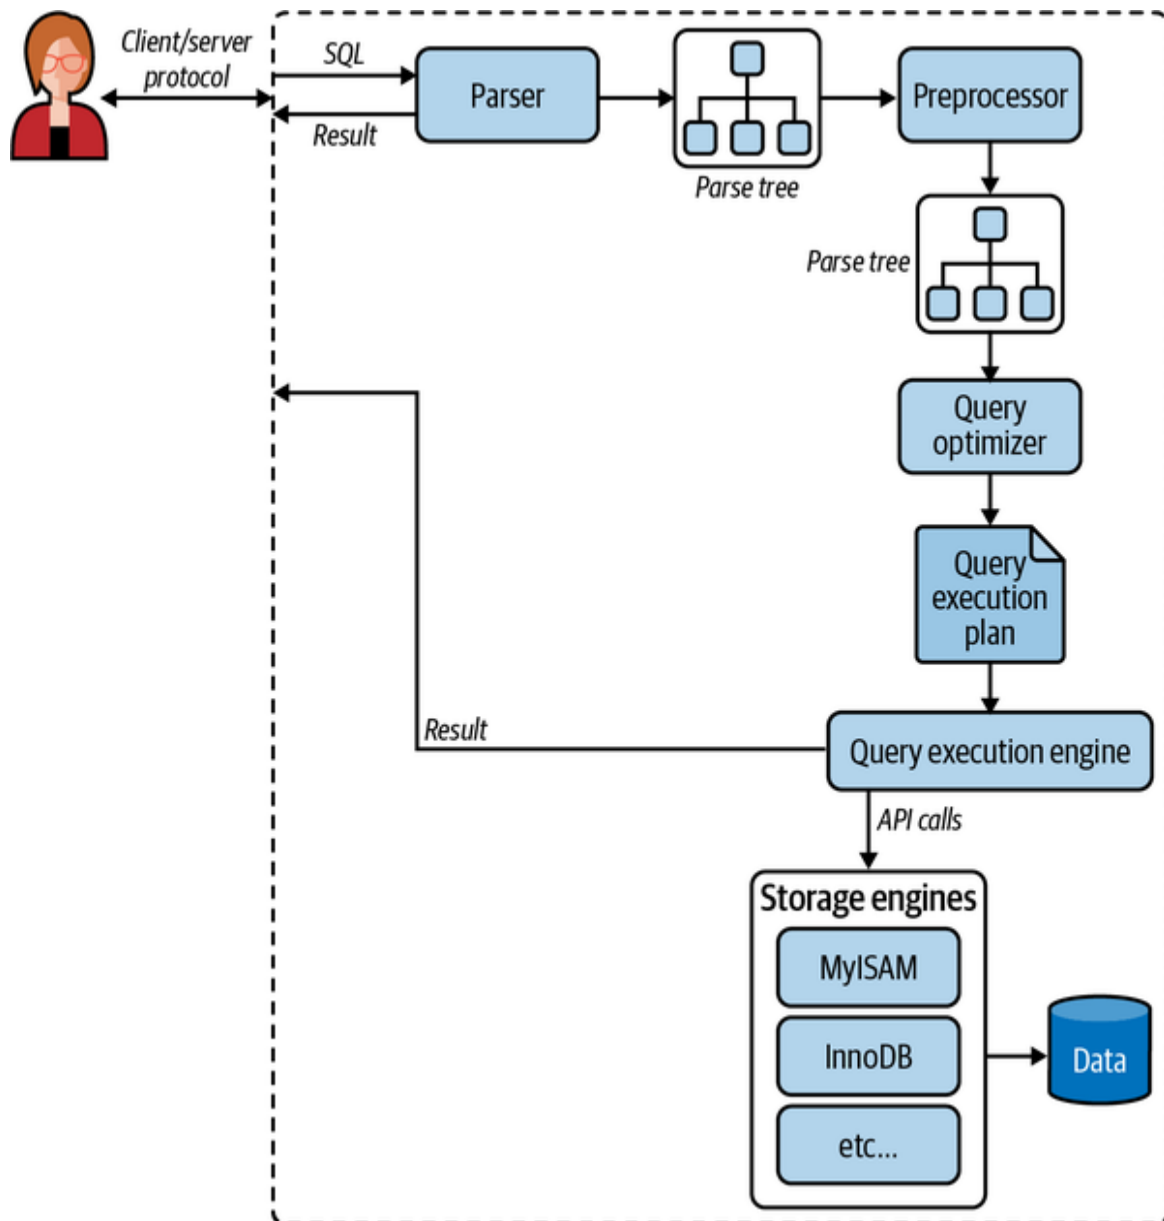 Client/server
protocol
SQL
Result
Parser
Parse tree
Preprocessor
Parse tree
Query
optimizer
Query
execution
plan
Result
Query execution engine
API calls
Storage engines
MyISAM
InnoDB
etc...
Data